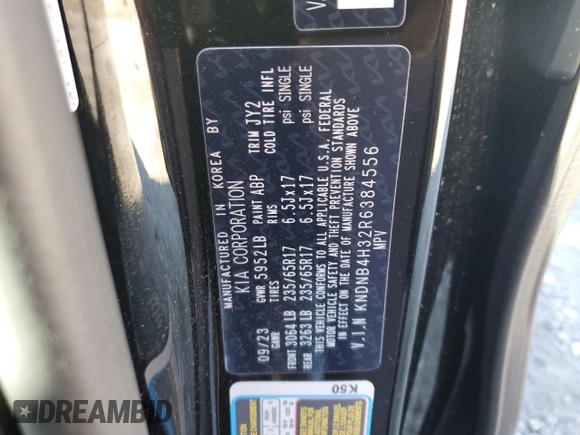 MANUFACTURED IN KOREA BY
KIA CORPORATION
09/23 GVWR 5952LB PAINT ABP TRIM JY2
GAWR TIRES RIMS COLD TIRE INFL
FRONT 3064LB 235/65R17 6.5Jx17 psi SINGLE
REAR 3263LB 235/65R17 6.5Jx17 psi SINGLE
THIS VEHICLE CONFORMS TO ALL APPLICABLE U.S.A. FEDERAL
MOTOR VEHICLE SAFETY AND THEFT PREVENTION STANDARDS
IN EFFECT ON THE DATE OF MANUFACTURE SHOWN ABOVE
V.I.N KNDNB4H32R6384556
MPV
K50
DREAMBID